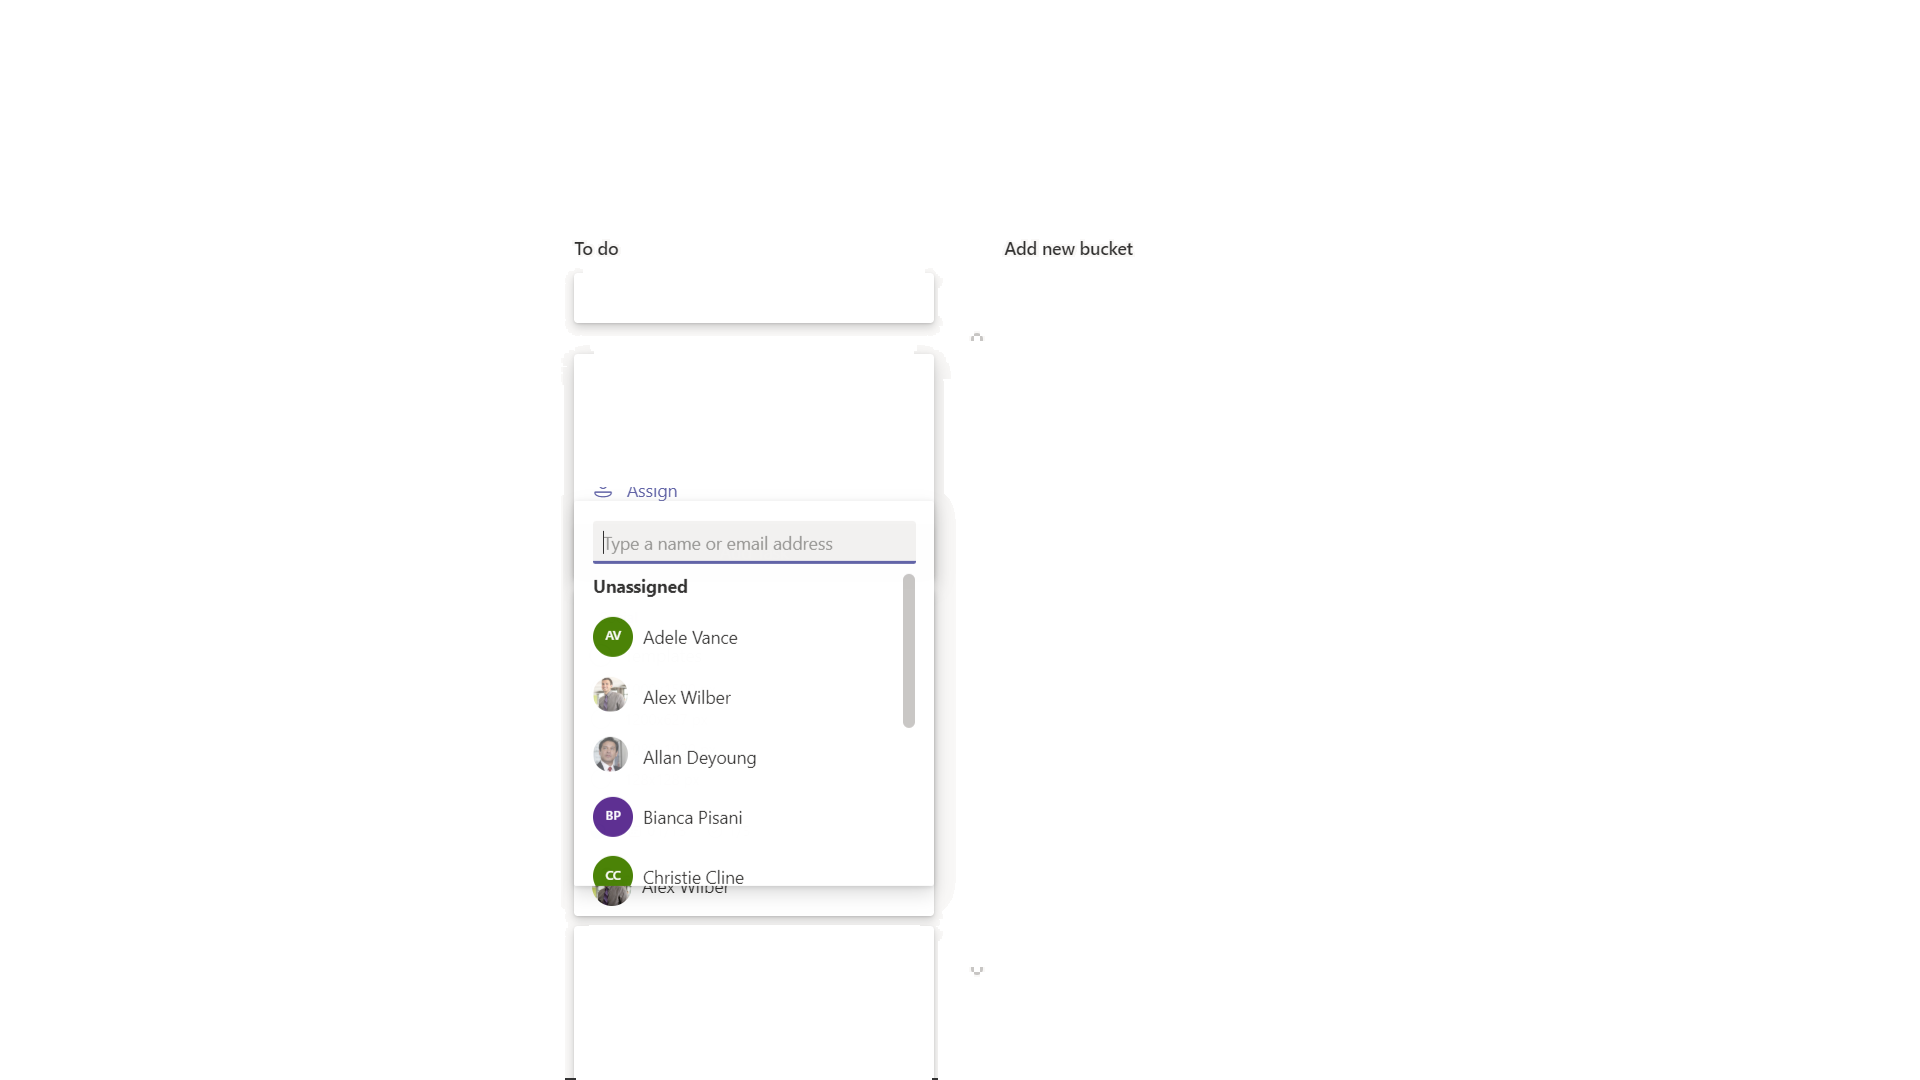 To do
Add new bucket
Assign
Type a name or email address
Unassigned
AV Adele Vance
Alex Wilber
Allan Deyoung
BP Bianca Pisani
CC Christie Cline
Alex Wilber